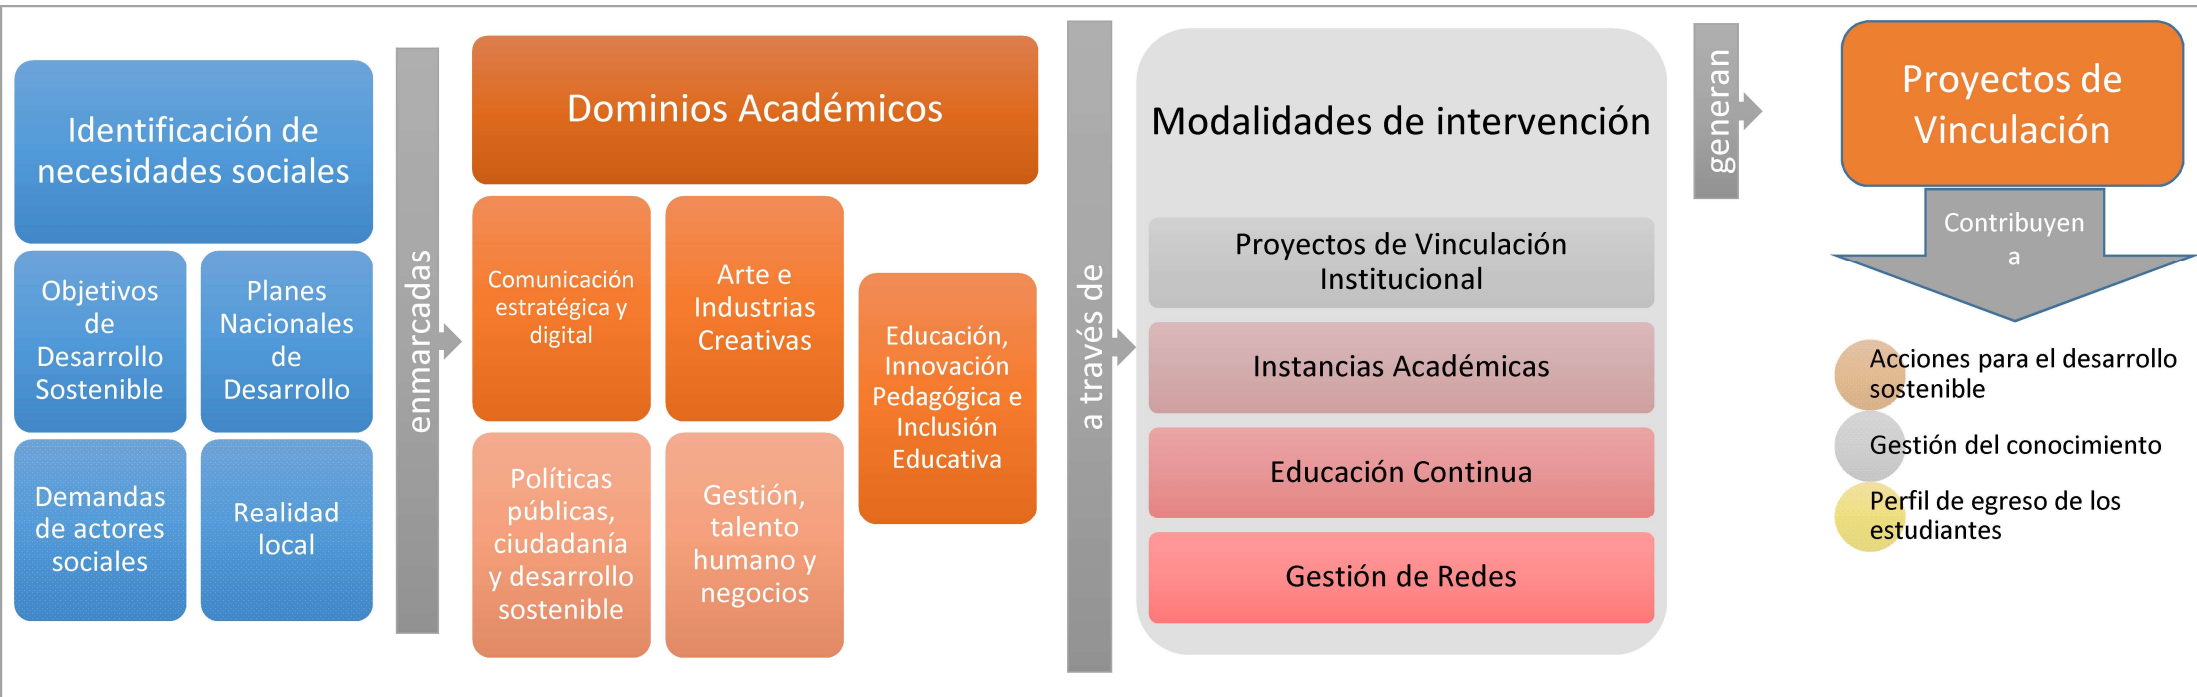 Identificación de
necesidades sociales
Objetivos
de
Desarrollo
Sostenible
Planes
Nacionales
de
Desarrollo
Demandas
de actores
sociales
Realidad
local
enmarcadas
Dominios Académicos
Comunicación
estratégica y
digital
Arte e
Industrias
Creativas
Educación,
Innovación
Pedagógica e
Inclusión
Educativa
Políticas
públicas,
ciudadanía
y desarrollo
sostenible
Gestión,
talento
humano y
negocios
a través de
Modalidades de intervención
Proyectos de Vinculación
Institucional
Instancias Académicas
Educación Continua
Gestión de Redes
generan
Proyectos de
Vinculación
Contribuyen
a
Acciones para el desarrollo
sostenible
Gestión del conocimiento
Perfil de egreso de los
estudiantes